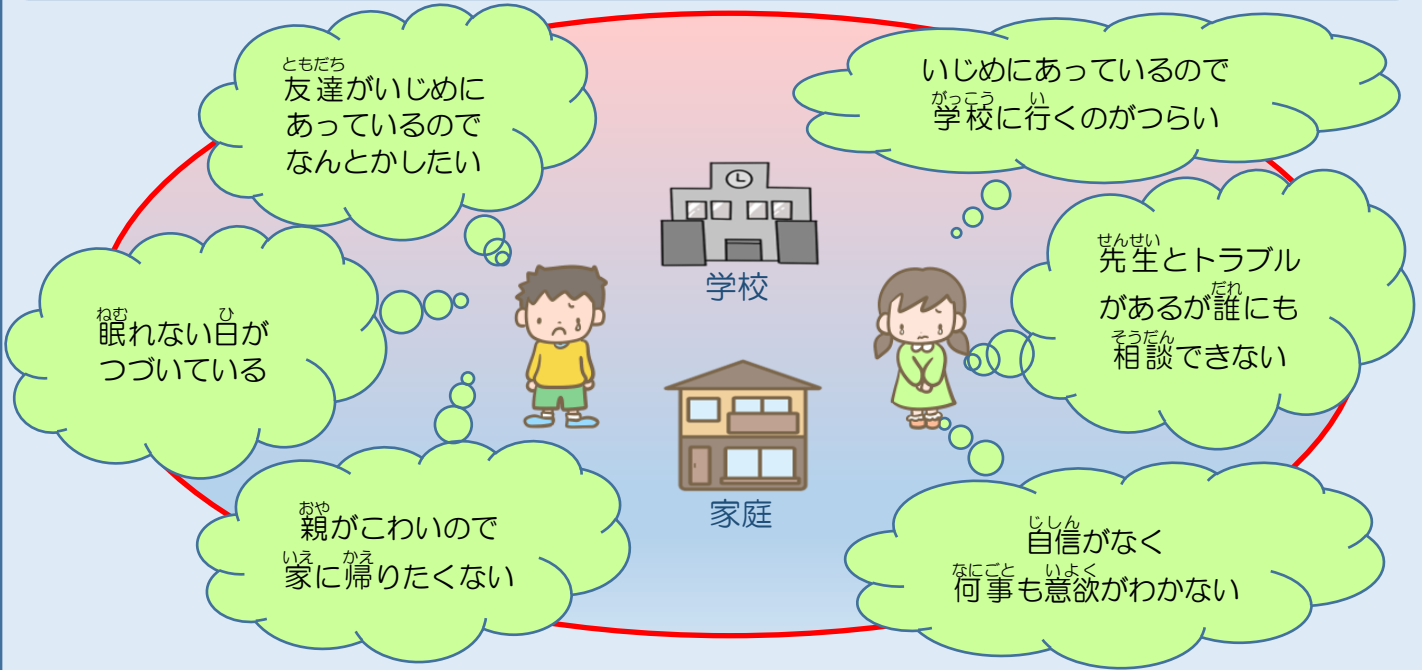 ともだち
友達がいじめに
あっているので
なんとかしたい
いじめにあっているので
がっこう い
学校に行くのがつらい
学校
せんせい
先生とトラブル
だれ
があるが誰にも
そうだん
相談できない
ねむ ひ
眠れない日が
つづいている
家庭
おや
親がこわいので
いえ かえ
家に帰りたくない
じしん
自信がなく
なにごと いよく
何事も意欲がわかない